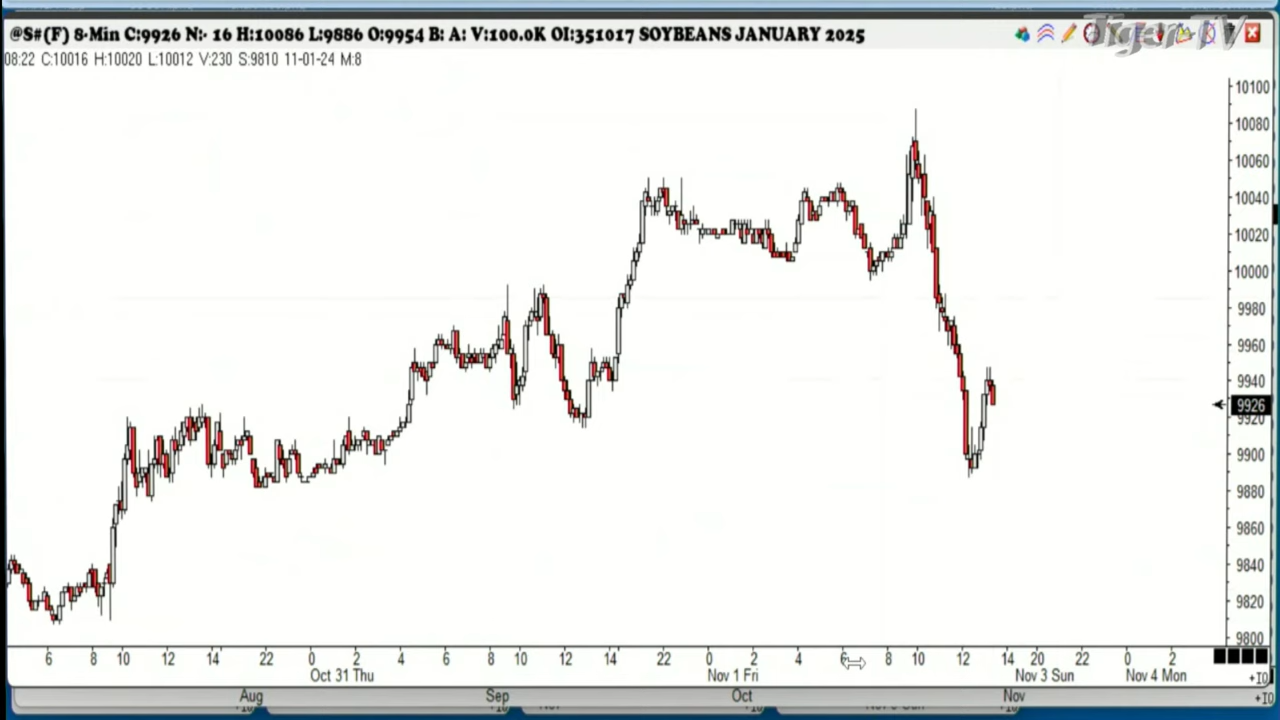 @S#(F) 8-Min C:9926 N:- 16 H:10086 L:9886 O:9954 B: A: V:100.0K OI:351017 SOYBEANS JANUARY 2025
Tiger TV
08:22 C:10016 H:10020 L:10012 V:230 S:9810 11-01-24 M:8
10100
10080
10060
10040
10020
10000
9980
9960
9940
9926
9920
9900
9880
9860
9840
9820
9800
6 8 10 12 14 22 0 2 4 6 8 10 12 14 22 0 2 4 6 8 10 12 14 20 22 0 2
Oct 31 Thu Nov 1 Fri Nov 3 Sun Nov 4 Mon +10
Aug Sep Oct Nov +10